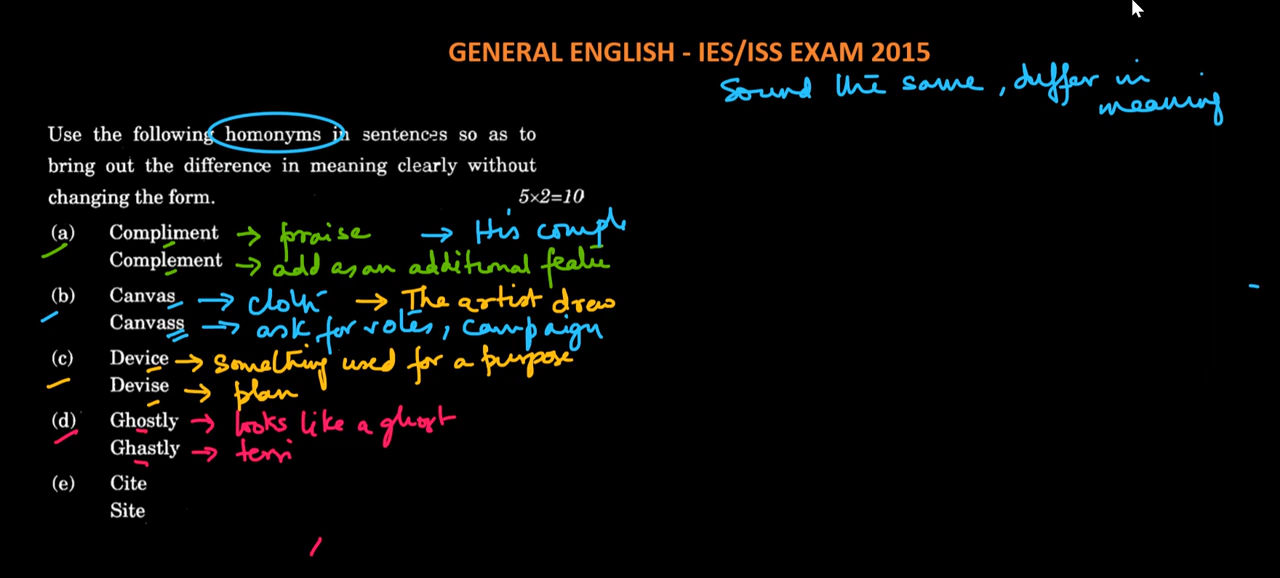 GENERAL ENGLISH - IES/ISS EXAM 2015
Sound the same, differ in
meaning
Use the following homonyms in sentences so as to
bring out the difference in meaning clearly without
changing the form. 5×2=10
(a) Compliment → praise → His compl
Complement → add as an additional featu
(b) Canvas → cloth → The artist drew
Canvass → ask for votes, campaign
(c) Device → something used for a purpose
Devise → plan
(d) Ghostly → looks like a ghost
Ghastly → terri
(e) Cite
Site